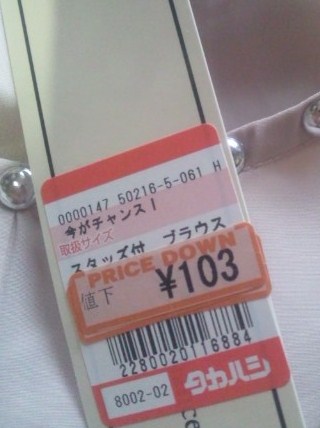 0000147 50216-5-061 H
今がチャンス!
取扱サイズ
スタッズ付 ブラウス
PRICE DOWN
値下 ¥103
2280020116884
8002-02 タカハシ
ce